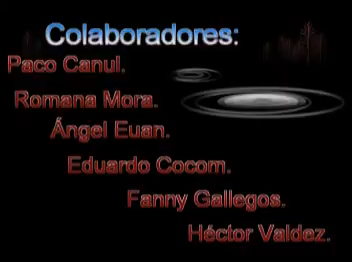 Colaboradores:
Paco Canul.
Romana Mora.
Ángel Euan.
Eduardo Cocom.
Fanny Gallegos.
Héctor Valdez.